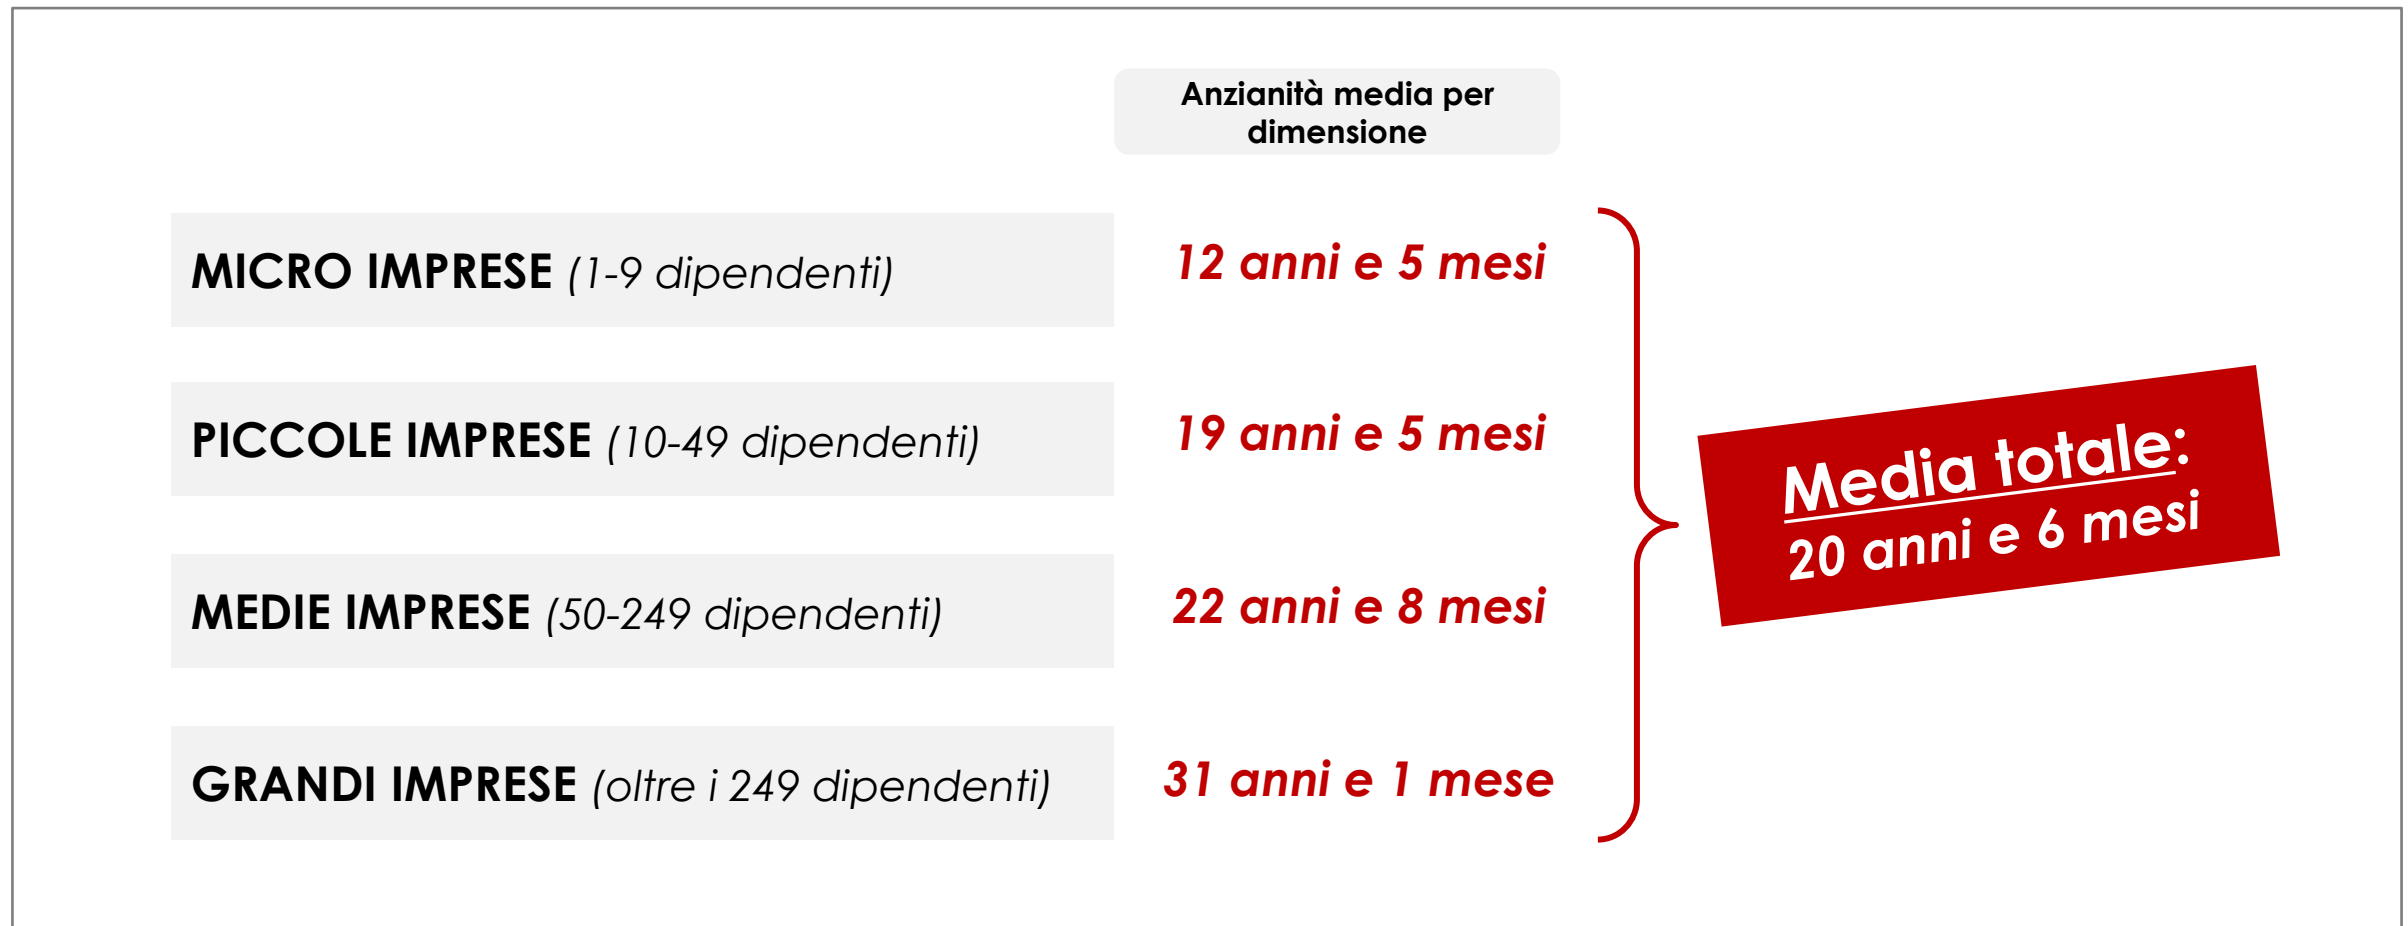 Anzianità media per
dimensione
MICRO IMPRESE (1-9 dipendenti)
12 anni e 5 mesi
PICCOLE IMPRESE (10-49 dipendenti)
19 anni e 5 mesi
MEDIE IMPRESE (50-249 dipendenti)
22 anni e 8 mesi
GRANDI IMPRESE (oltre i 249 dipendenti)
31 anni e 1 mese
Media totale:
20 anni e 6 mesi